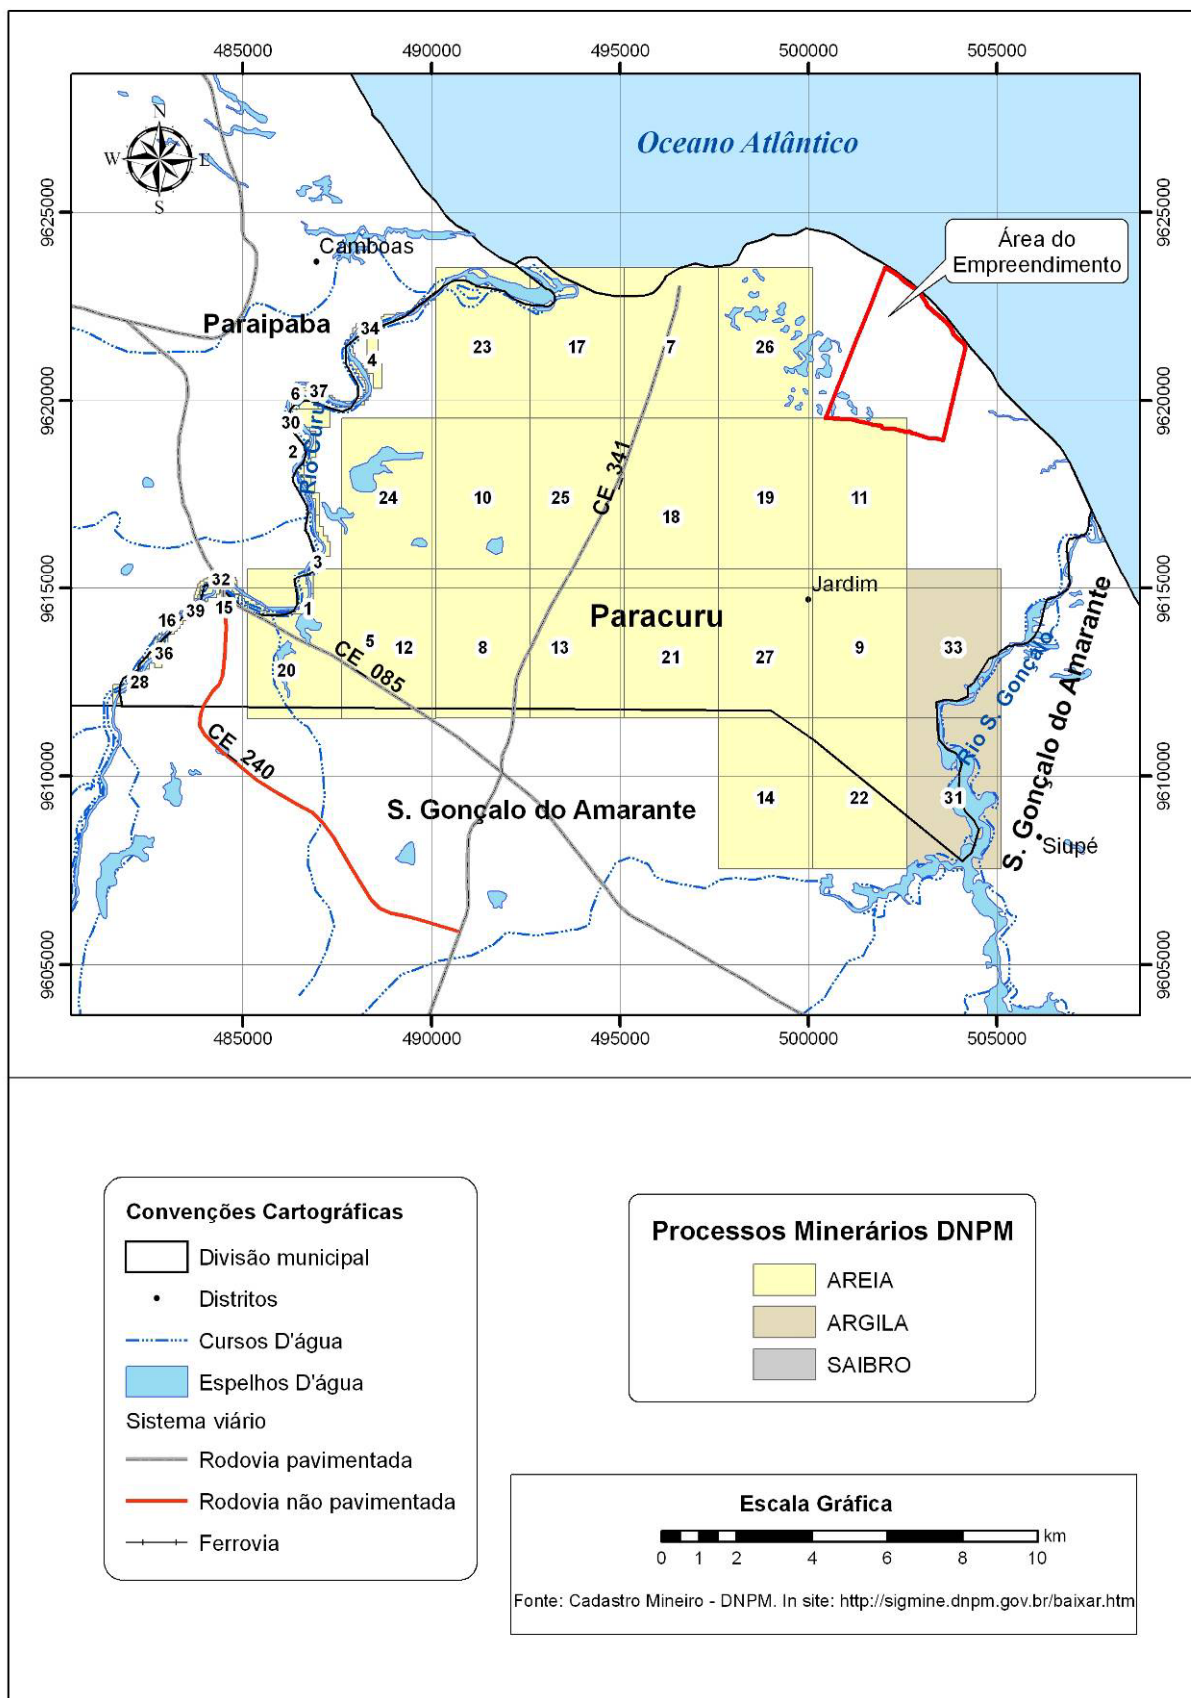 485000 490000 495000 500000 505000
N
W E
S
Oceano Atlântico
9625000 9625000
Área do
Empreendimento
Camboas
Paraipaba
34
4
23 17 7 26
9620000 9620000
6 37
30
2
Rio Curu
CE_341
24 10 25 18 19 11
3
32
9615000 9615000
39 15 1
16
36
28
Jardim
Paracuru
5 12 8 13 21 27 9 33
20
CE_085
Rio S. Gonçalo
S. Gonçalo do Amarante
CE_240
9610000 9610000
S. Gonçalo do Amarante
14 22 31
Siupé
9605000 9605000
485000 490000 495000 500000 505000
Convenções Cartográficas
Divisão municipal
Distritos
Cursos D'água
Espelhos D'água
Sistema viário
Rodovia pavimentada
Rodovia não pavimentada
Ferrovia
Processos Minerários DNPM
AREIA
ARGILA
SAIBRO
Escala Gráfica
km
0 1 2 4 6 8 10
Fonte: Cadastro Mineiro - DNPM. In site: http://sigmine.dnpm.gov.br/baixar.htm